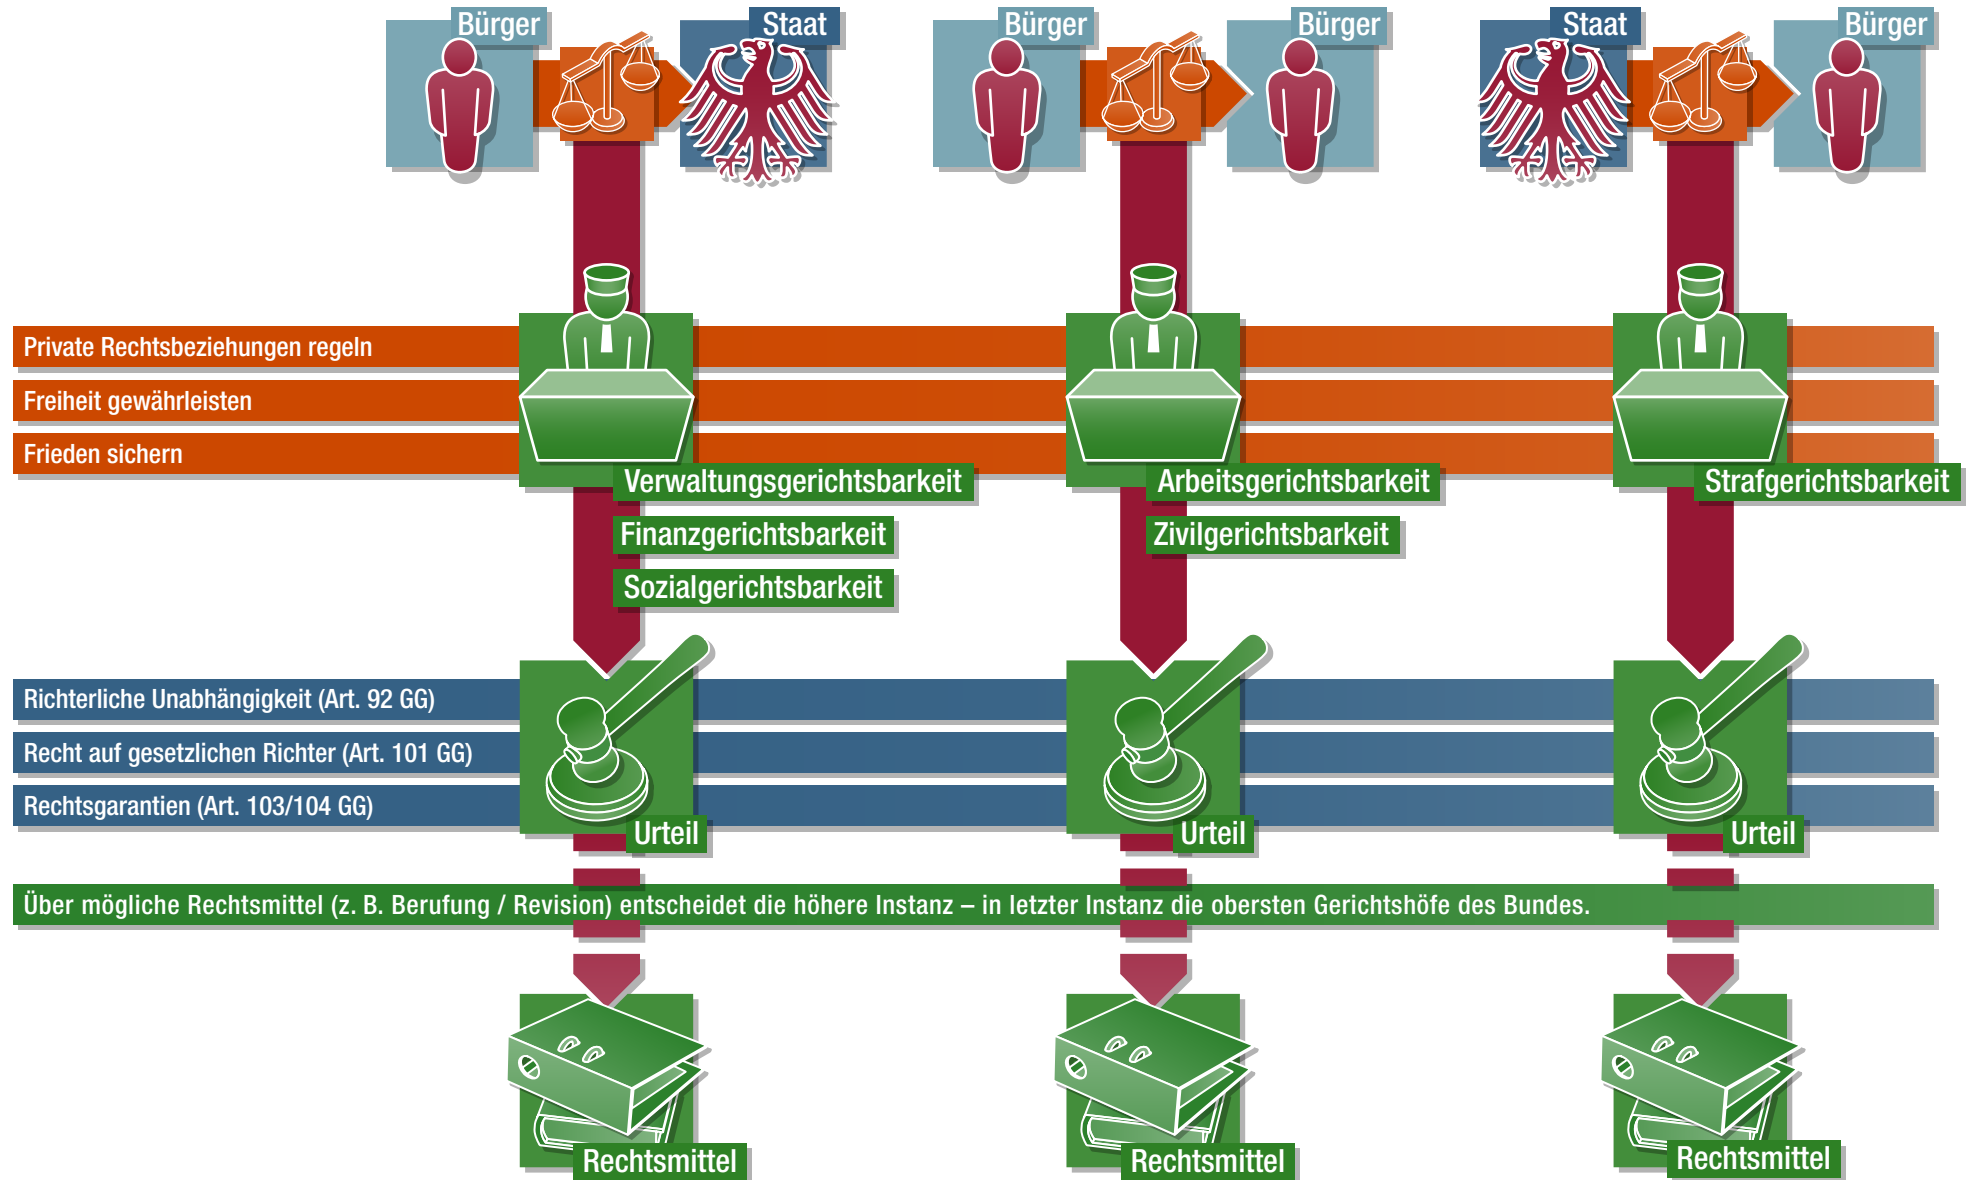 Bürger
Staat
Bürger
Bürger
Staat
Bürger
Private Rechtsbeziehungen regeln
Freiheit gewährleisten
Frieden sichern
Verwaltungsgerichtsbarkeit
Finanzgerichtsbarkeit
Sozialgerichtsbarkeit
Arbeitsgerichtsbarkeit
Zivilgerichtsbarkeit
Strafgerichtsbarkeit
Richterliche Unabhängigkeit (Art. 92 GG)
Recht auf gesetzlichen Richter (Art. 101 GG)
Rechtsgarantien (Art. 103/104 GG)
Urteil
Urteil
Urteil
Über mögliche Rechtsmittel (z. B. Berufung / Revision) entscheidet die höhere Instanz – in letzter Instanz die obersten Gerichtshöfe des Bundes.
Rechtsmittel
Rechtsmittel
Rechtsmittel